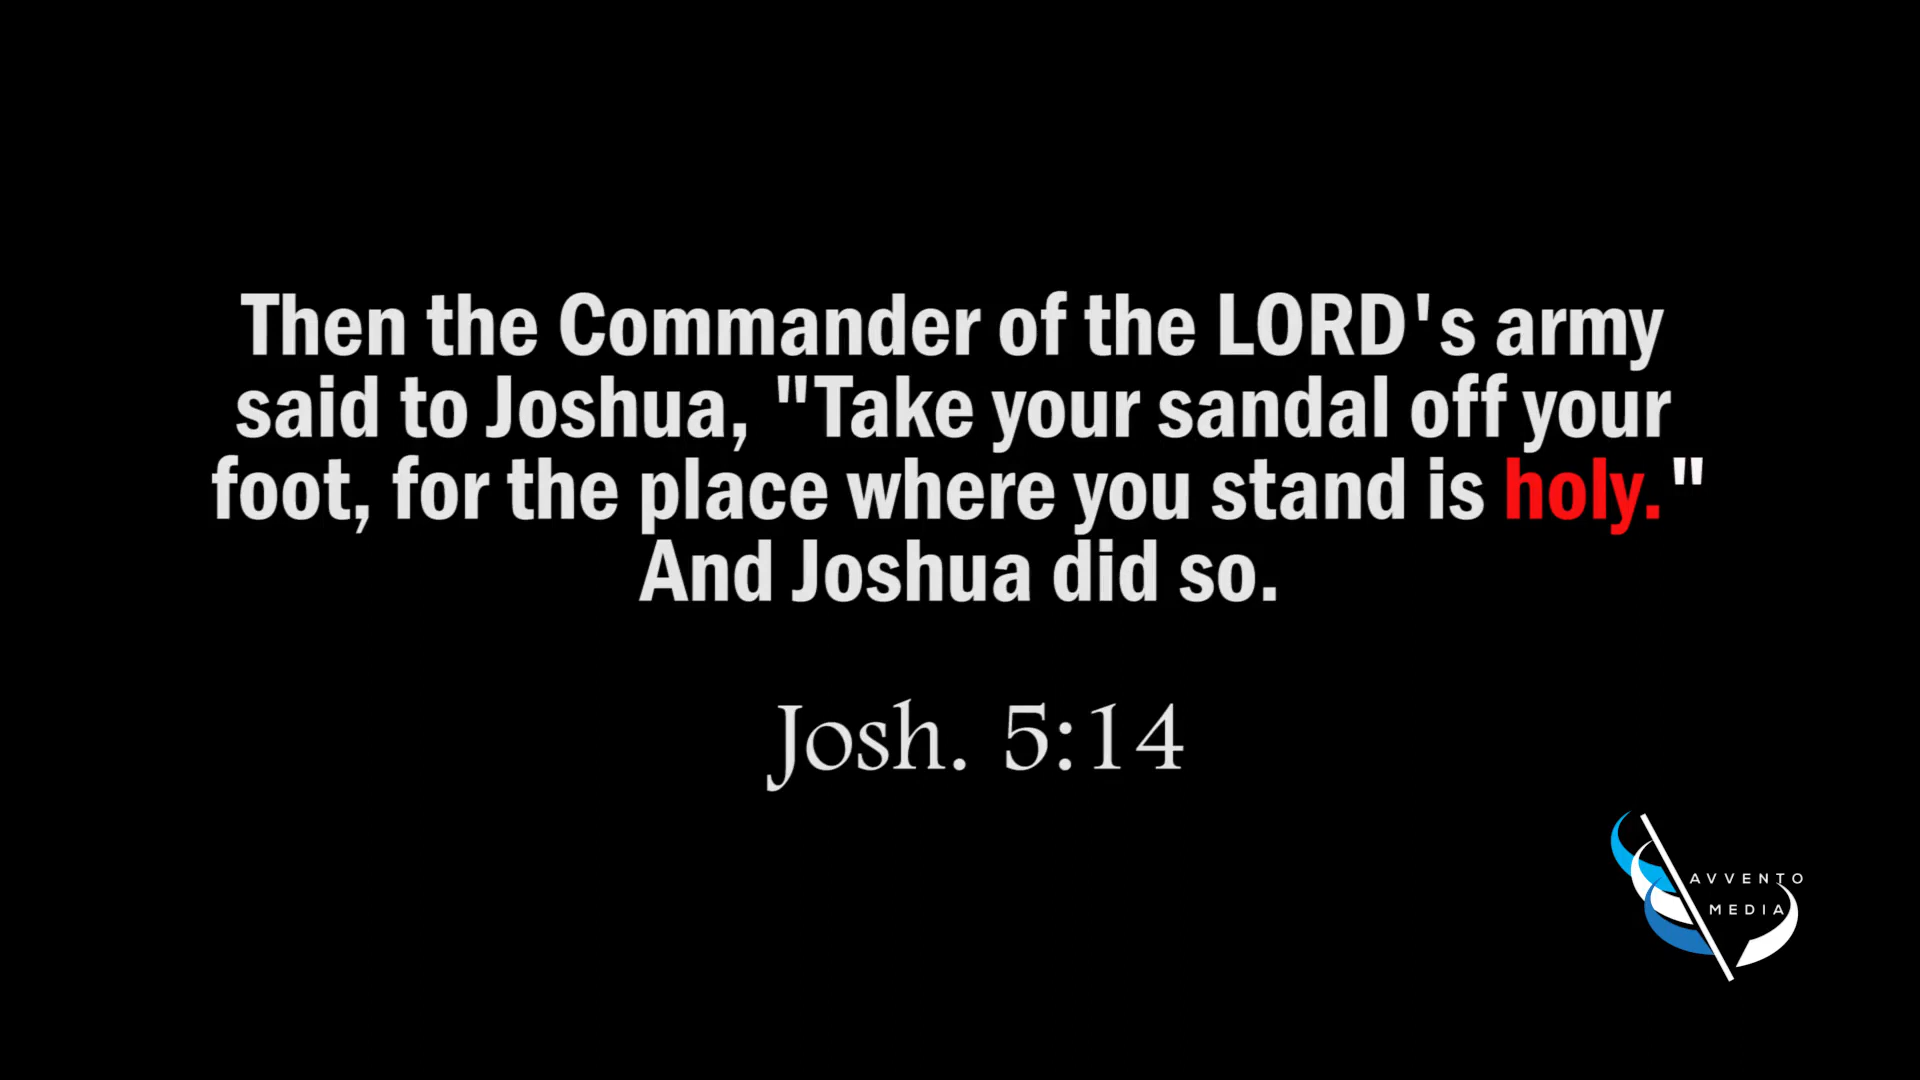 Then the Commander of the LORD's army
said to Joshua, "Take your sandal off your
foot, for the place where you stand is holy."
And Joshua did so.
Josh. 5:14
AVVENTO
MEDIA